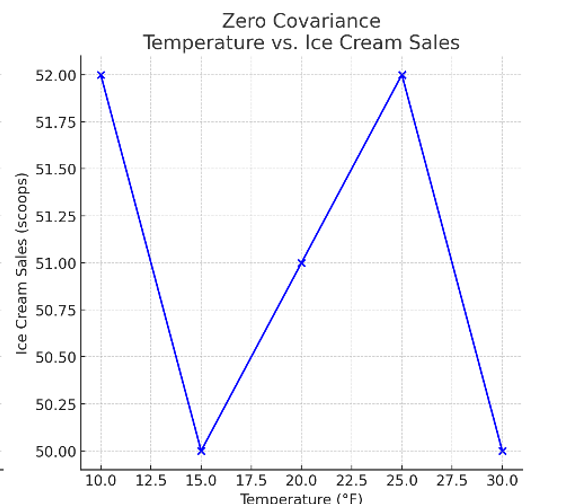 Zero Covariance
Temperature vs. Ice Cream Sales
Ice Cream Sales (scoops)
52.00
51.75
51.50
51.25
51.00
50.75
50.50
50.25
50.00
10.0 12.5 15.0 17.5 20.0 22.5 25.0 27.5 30.0
Temperature (°F)